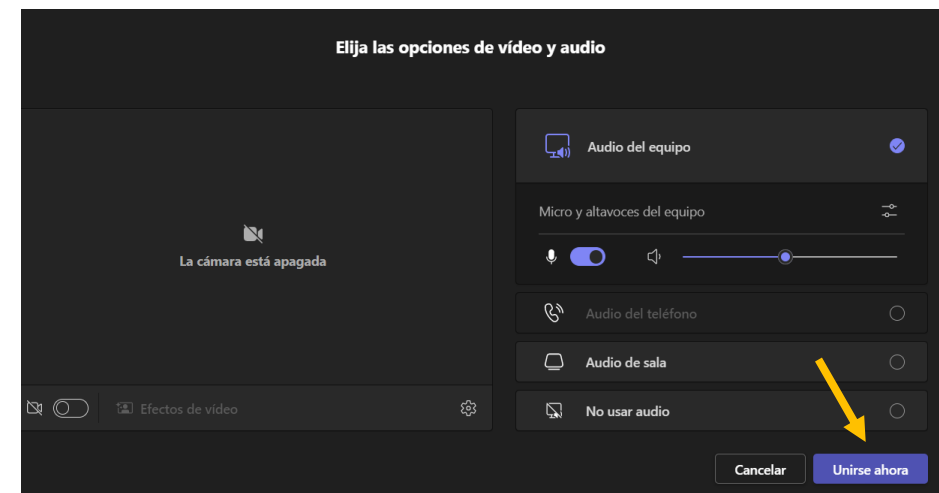 Elija las opciones de vídeo y audio
La cámara está apagada
Efectos de vídeo
Audio del equipo
Micro y altavoces del equipo
Audio del teléfono
Audio de sala
No usar audio
Cancelar
Unirse ahora